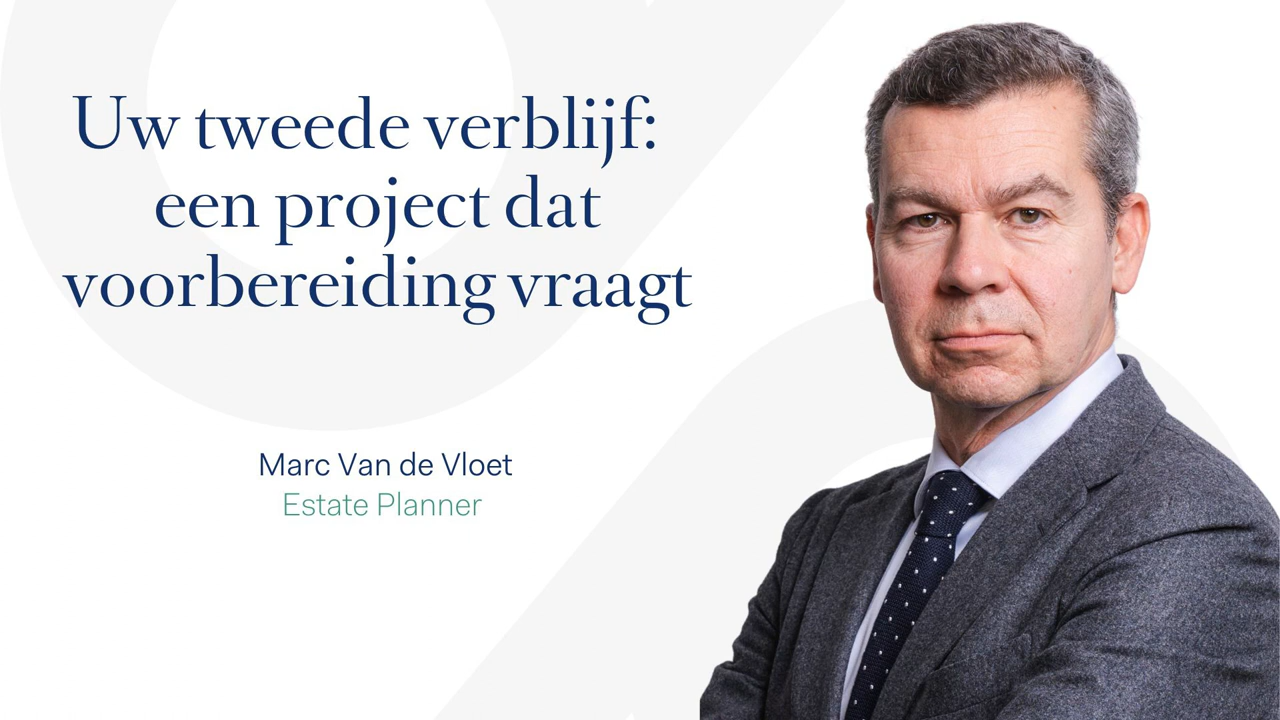 Uw tweede verblijf:
een project dat
voorbereiding vraagt
Marc Van de Vloet
Estate Planner